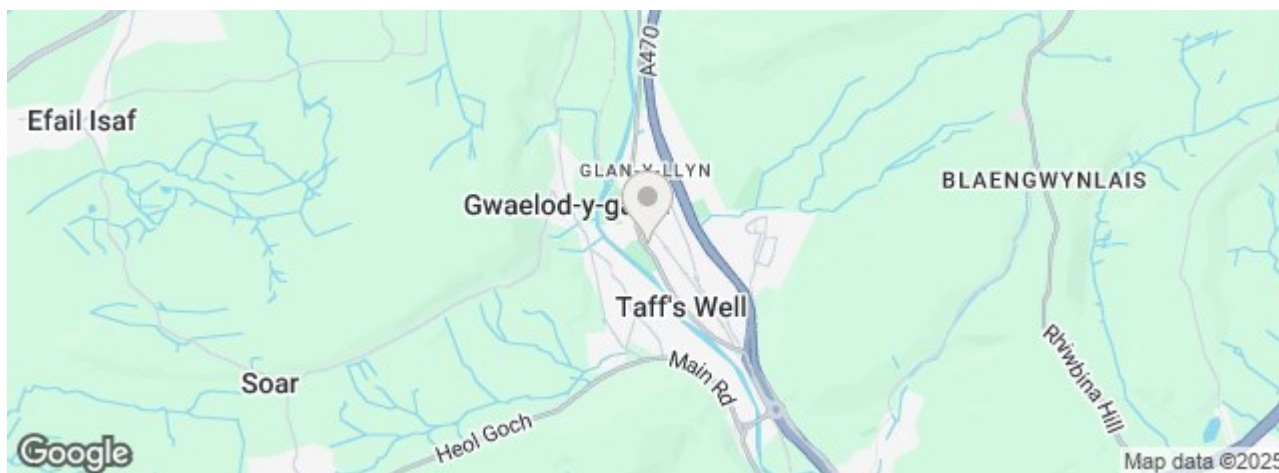 A470
Efail Isaf
GLAN-Y-LLYN
BLAENGWYNLAIS
Taff's Well
Main Rd
Rhiwbina Hill
Soar
Heol Goch
Google
Map data ©2025